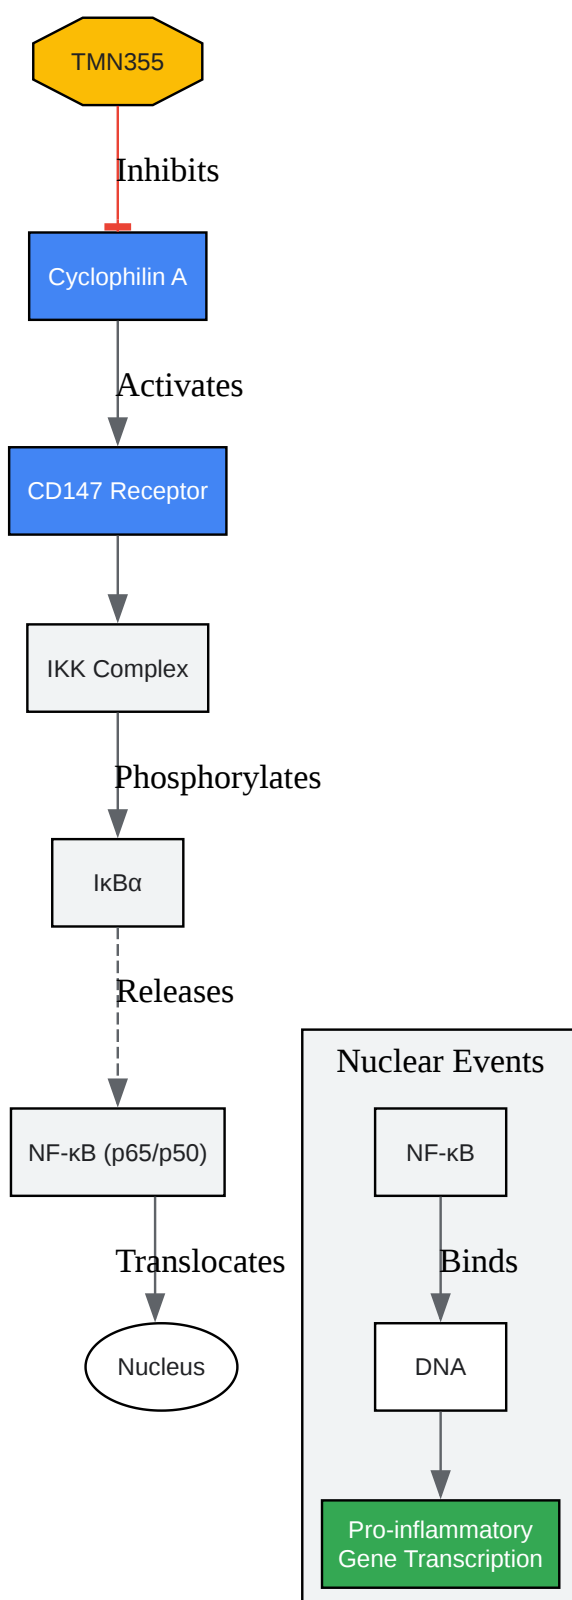 TMN355
Inhibits
Cyclophilin A
Activates
CD147 Receptor
IKK Complex
Phosphorylates
IκBα
Releases
NF-κB (p65/p50)
Translocates
Nucleus
Nuclear Events
NF-κB
Binds
DNA
Pro-inflammatory
Gene Transcription